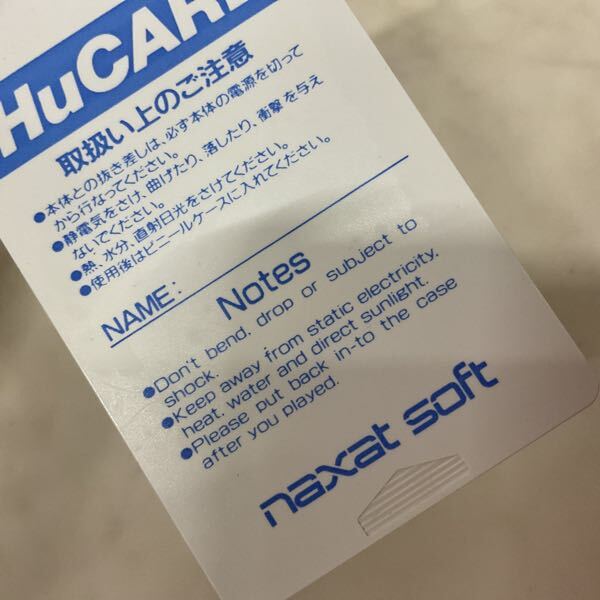 HuCARD
取扱い上のご注意
●本体との抜き差しは、必ず本体の電源を切って
から行なってください。
●静電気をさけ、曲げたり、落したり、衝撃を与え
ないでください。
●熱、水分、直射日光をさけてください。
●使用後はビニールケースに入れてください。
NAME:
Notes
●Don't bend, drop or subject to
shock.
●Keep away from static electricity,
heat, water and direct sunlight.
●Please put back in-to the case
after you played.
naxat soft